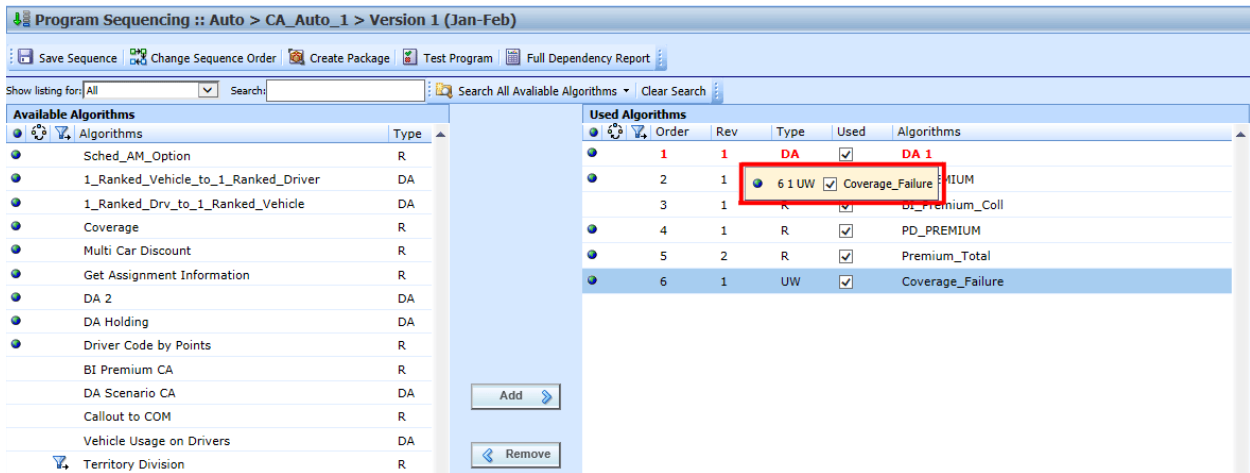 Program Sequencing :: Auto > CA_Auto_1 > Version 1 (Jan-Feb)
Save Sequence Change Sequence Order Create Package Test Program Full Dependency Report
Show listing for: All Search: Search All Avaliable Algorithms Clear Search
Available Algorithms
Algorithms Type
Sched_AM_Option R
1_Ranked_Vehicle_to_1_Ranked_Driver DA
1_Ranked_Drv_to_1_Ranked_Vehicle DA
Coverage R
Multi Car Discount R
Get Assignment Information R
DA 2 DA
DA Holding DA
Driver Code by Points R
BI Premium CA R
DA Scenario CA DA
Callout to COM R
Vehicle Usage on Drivers DA
Territory Division R
Add
Remove
Used Algorithms
Order Rev Type Used Algorithms
1 1 DA DA 1
2 1
6 1 UW Coverage_Failure
3 1 R BI_Premium_Coll
4 1 R PD_PREMIUM
5 2 R Premium_Total
6 1 UW Coverage_Failure